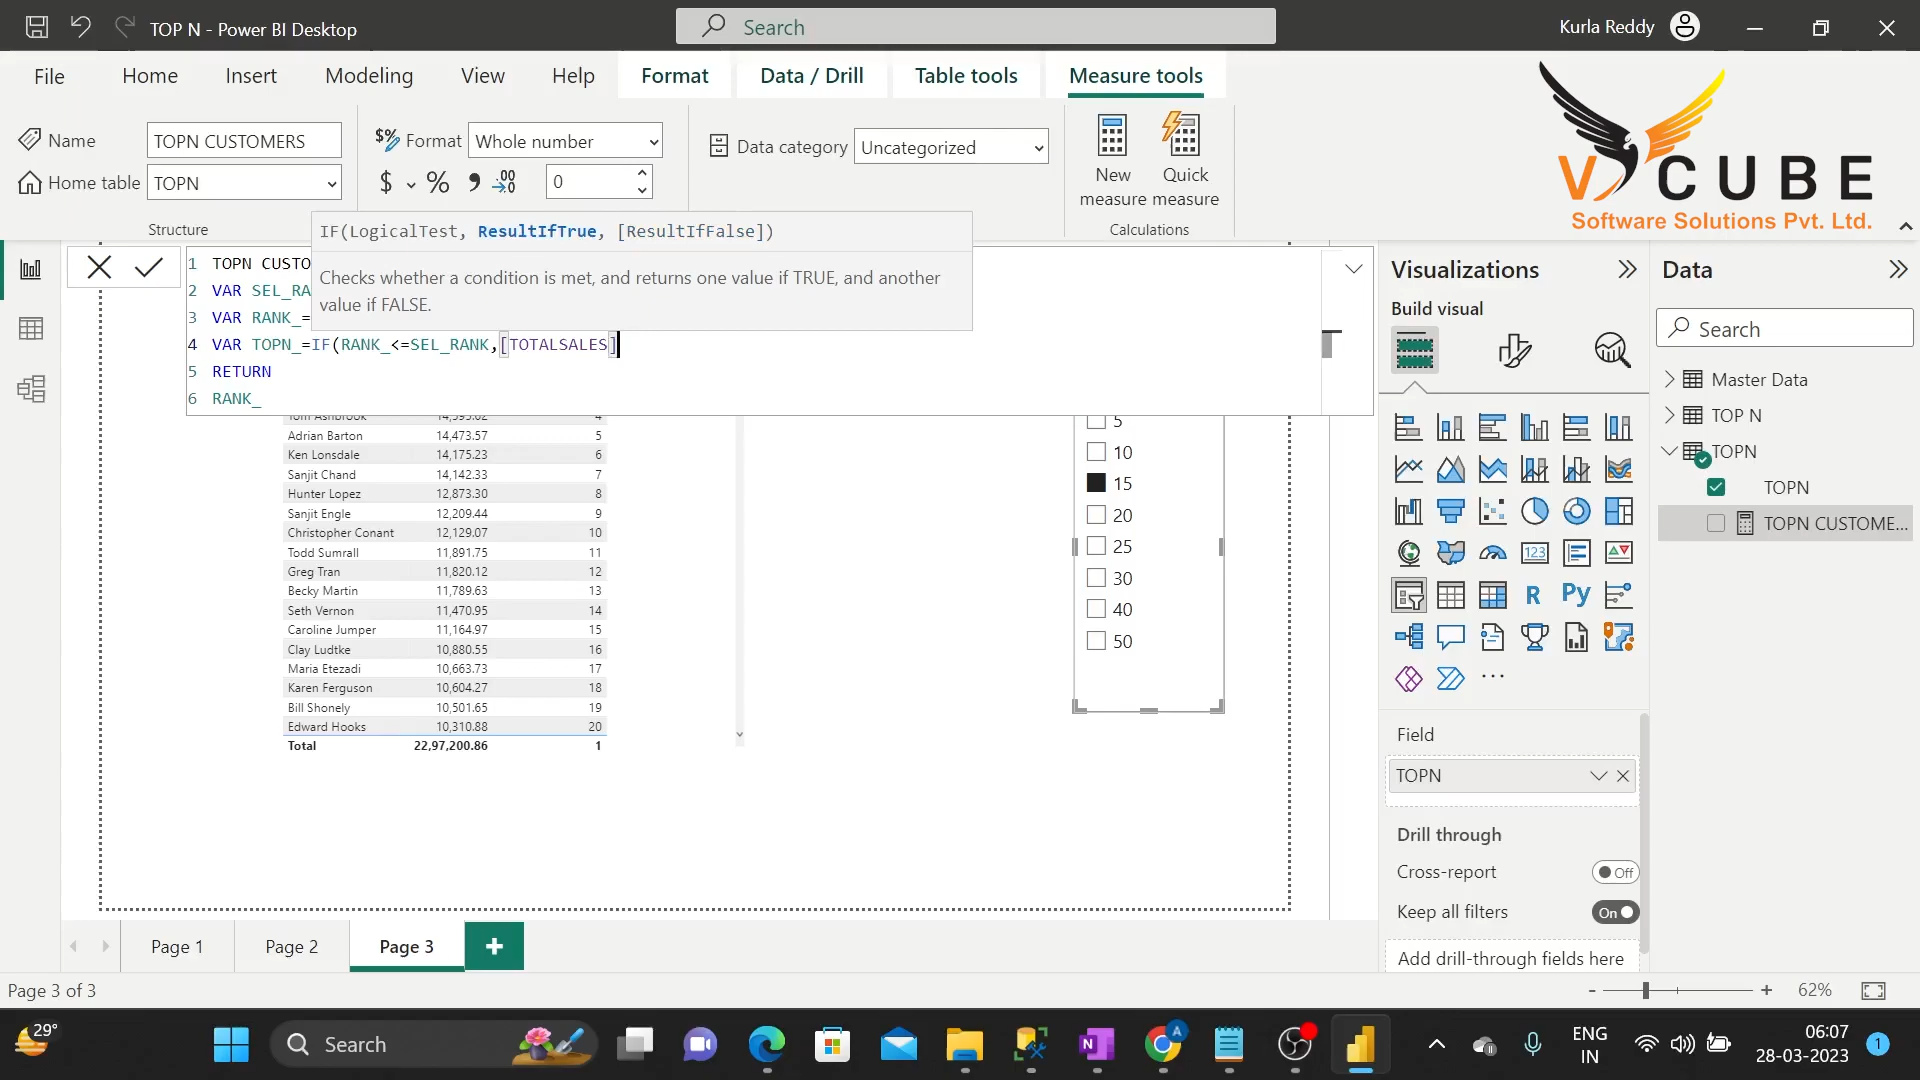 TOP N - Power BI Desktop
Search
Kurla Reddy
File
Home
Insert
Modeling
View
Help
Format
Data / Drill
Table tools
Measure tools
Name
TOPN CUSTOMERS
Home table
TOPN
Structure
$%
Format
Whole number
$ % 9 .00
0
Data category
Uncategorized
New measure
Quick measure
Calculations
V CUBE
Software Solutions Pvt. Ltd.
IF(LogicalTest, ResultIfTrue, [ResultIfFalse])
Checks whether a condition is met, and returns one value if TRUE, and another
value if FALSE.
1 TOPN CUSTO
2 VAR SEL_RA
3 VAR RANK_=
4 VAR TOPN_=IF(RANK_<=SEL_RANK,[TOTALSALES]
5 RETURN
6 RANK_
Tom Ashbrook 14,595.62 4
Adrian Barton 14,473.57 5
Ken Lonsdale 14,175.23 6
Sanjit Chand 14,142.33 7
Hunter Lopez 12,873.30 8
Sanjit Engle 12,209.44 9
Christopher Conant 12,129.07 10
Todd Sumrall 11,891.75 11
Greg Tran 11,820.12 12
Becky Martin 11,789.63 13
Seth Vernon 11,470.95 14
Caroline Jumper 11,164.97 15
Clay Ludtke 10,880.55 16
Maria Etezadi 10,663.73 17
Karen Ferguson 10,604.27 18
Bill Shonely 10,501.65 19
Edward Hooks 10,310.88 20
Total 22,97,200.86 1
5
10
15
20
25
30
40
50
Visualizations
Build visual
123
R
Py
Field
TOPN
Drill through
Cross-report
Off
Keep all filters
On
Add drill-through fields here
Data
Search
Master Data
TOP N
TOPN
TOPN
TOPN CUSTOME...
Page 1
Page 2
Page 3
Page 3 of 3
- + 62%
29°
Search
N
A
ENG
IN
06:07
28-03-2023
1